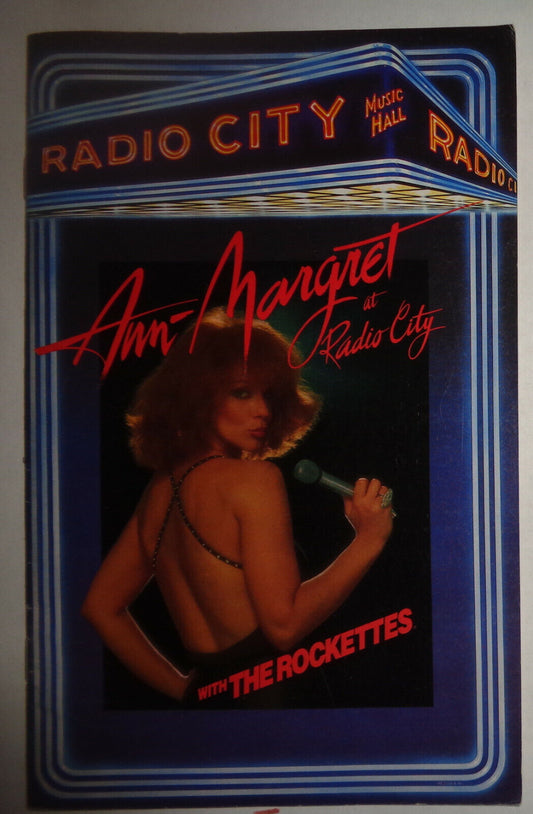 RADIO CITY
MUSIC
HALL
RADIO CI
Ann-Margret
at
Radio City
WITH THE ROCKETTES